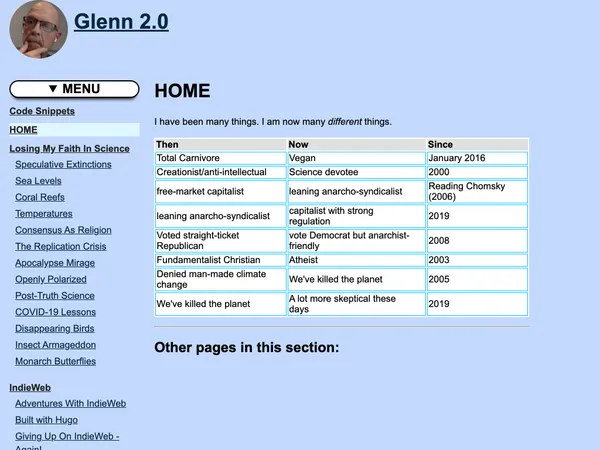 Glenn 2.0
▼ MENU
Code Snippets
HOME
Losing My Faith In Science
Speculative Extinctions
Sea Levels
Coral Reefs
Temperatures
Consensus As Religion
The Replication Crisis
Apocalypse Mirage
Openly Polarized
Post-Truth Science
COVID-19 Lessons
Disappearing Birds
Insect Armageddon
Monarch Butterflies
IndieWeb
Adventures With IndieWeb
Built with Hugo
Giving Up On IndieWeb -
Again!
HOME
I have been many things. I am now many different things.
Then Now Since
Total Carnivore Vegan January 2016
Creationist/anti-intellectual Science devotee 2000
free-market capitalist leaning anarcho-syndicalist Reading Chomsky
(2006)
leaning anarcho-syndicalist capitalist with strong
regulation 2019
Voted straight-ticket
Republican vote Democrat but anarchist-
friendly 2008
Fundamentalist Christian Atheist 2003
Denied man-made climate
change We've killed the planet 2005
We've killed the planet A lot more skeptical these
days 2019
Other pages in this section: